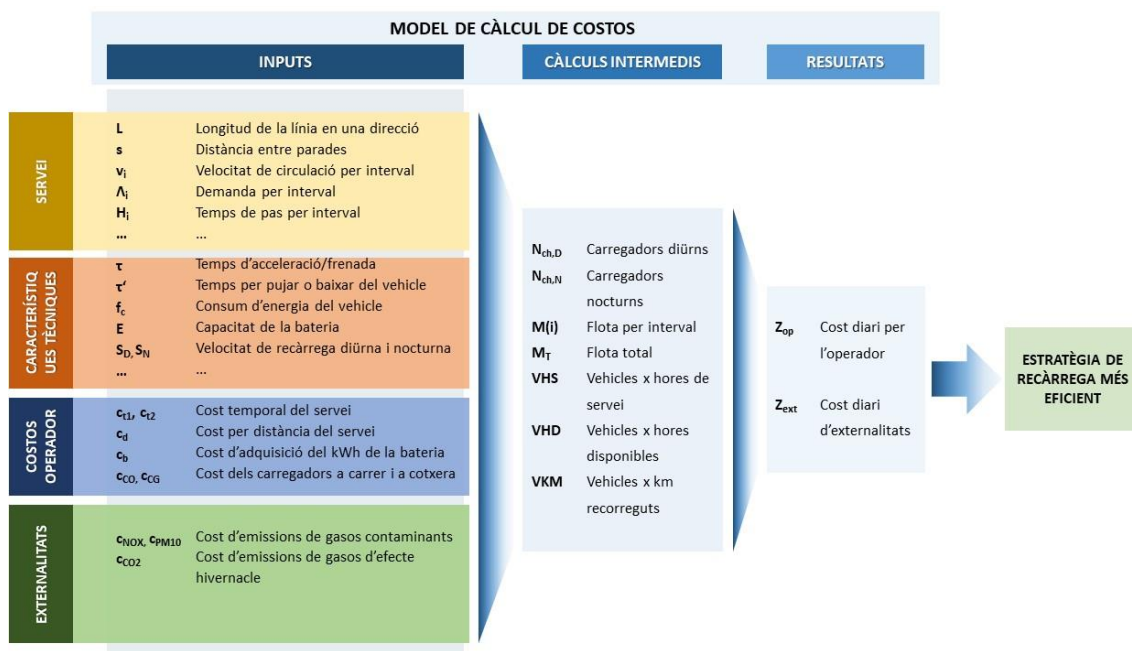 MODEL DE CÀLCUL DE COSTOS
INPUTS
CÀLCULS INTERMEDIS
RESULTATS
SERVEI
L Longitud de la línia en una direcció
s Distància entre parades
vi Velocitat de circulació per interval
Λi Demanda per interval
Hi Temps de pas per interval
... ...
CARACTERÍSTIQ
UES TÈCNIQUES
τ Temps d'acceleració/frenada
τ' Temps per pujar o baixar del vehicle
fc Consum d'energia del vehicle
E Capacitat de la bateria
SD, SN Velocitat de recàrrega diürna i nocturna
... ...
COSTOS
OPERADOR
ct1, ct2 Cost temporal del servei
cd Cost per distància del servei
cb Cost d'adquisició del kWh de la bateria
cCO, cCG Cost dels carregadors a carrer i a cotxera
EXTERNALITATS
cNOX, cPM10 Cost d'emissions de gasos contaminants
cCO2 Cost d'emissions de gasos d'efecte
hivernacle
Nch,D Carregadors diürns
Nch,N Carregadors
nocturns
M(i) Flota per interval
MT Flota total
VHS Vehicles x hores de
servei
VHD Vehicles x hores
disponibles
VKM Vehicles x km
recorreguts
Zop Cost diari per
l'operador
Zext Cost diari
d'externalitats
ESTRATÈGIA DE
RECÀRREGA MÉS
EFICIENT